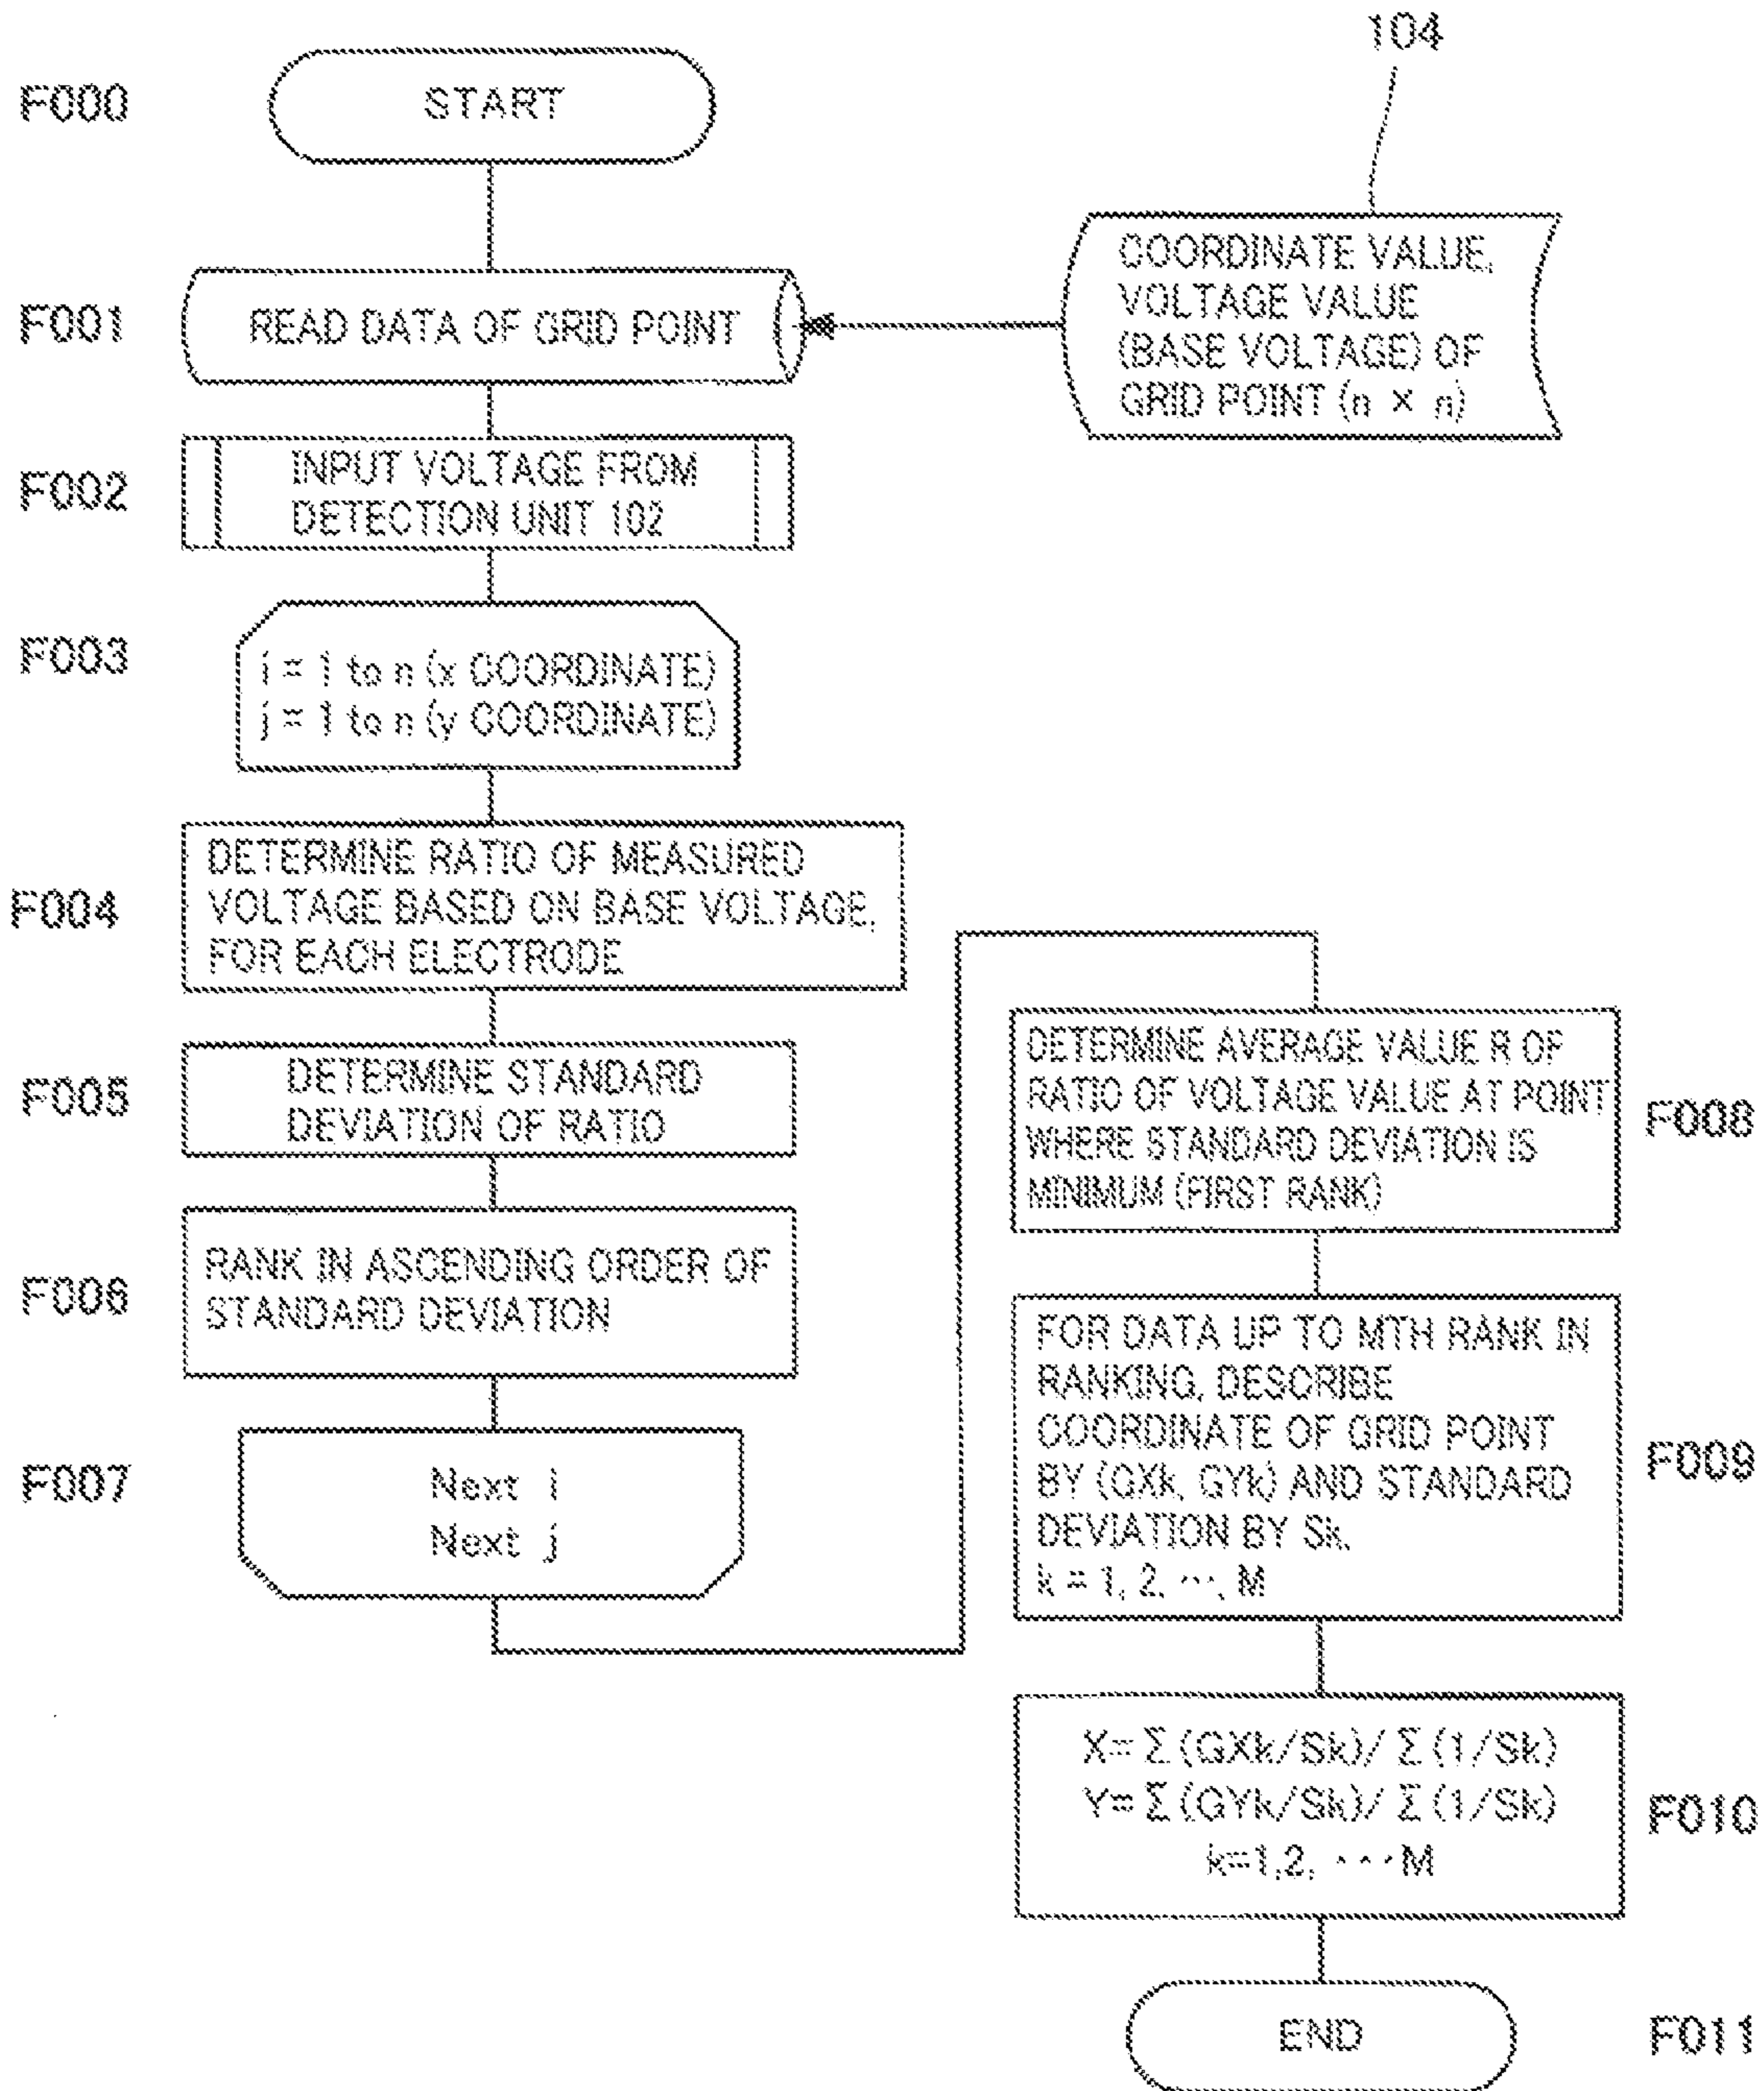 104
F000
START
F001
READ DATA OF GRID POINT
COORDINATE VALUE,
VOLTAGE VALUE
(BASE VOLTAGE) OF
GRID POINT (n × n)
F002
INPUT VOLTAGE FROM
DETECTION UNIT 102
F003
i = 1 to n (x COORDINATE)
j = 1 to n (y COORDINATE)
F004
DETERMINE RATIO OF MEASURED
VOLTAGE BASED ON BASE VOLTAGE,
FOR EACH ELECTRODE
F005
DETERMINE STANDARD
DEVIATION OF RATIO
F006
RANK IN ASCENDING ORDER OF
STANDARD DEVIATION
F007
Next i
Next j
DETERMINE AVERAGE VALUE R OF
RATIO OF VOLTAGE VALUE AT POINT
WHERE STANDARD DEVIATION IS
MINIMUM (FIRST RANK)
F008
FOR DATA UP TO MTH RANK IN
RANKING, DESCRIBE
COORDINATE OF GRID POINT
BY (GXk, GYk) AND STANDARD
DEVIATION BY Sk.
k = 1, 2, ···, M
F009
X=Σ(GXk/Sk)/Σ(1/Sk)
Y=Σ(GYk/Sk)/Σ(1/Sk)
k=1,2, ···M
F010
END
F011